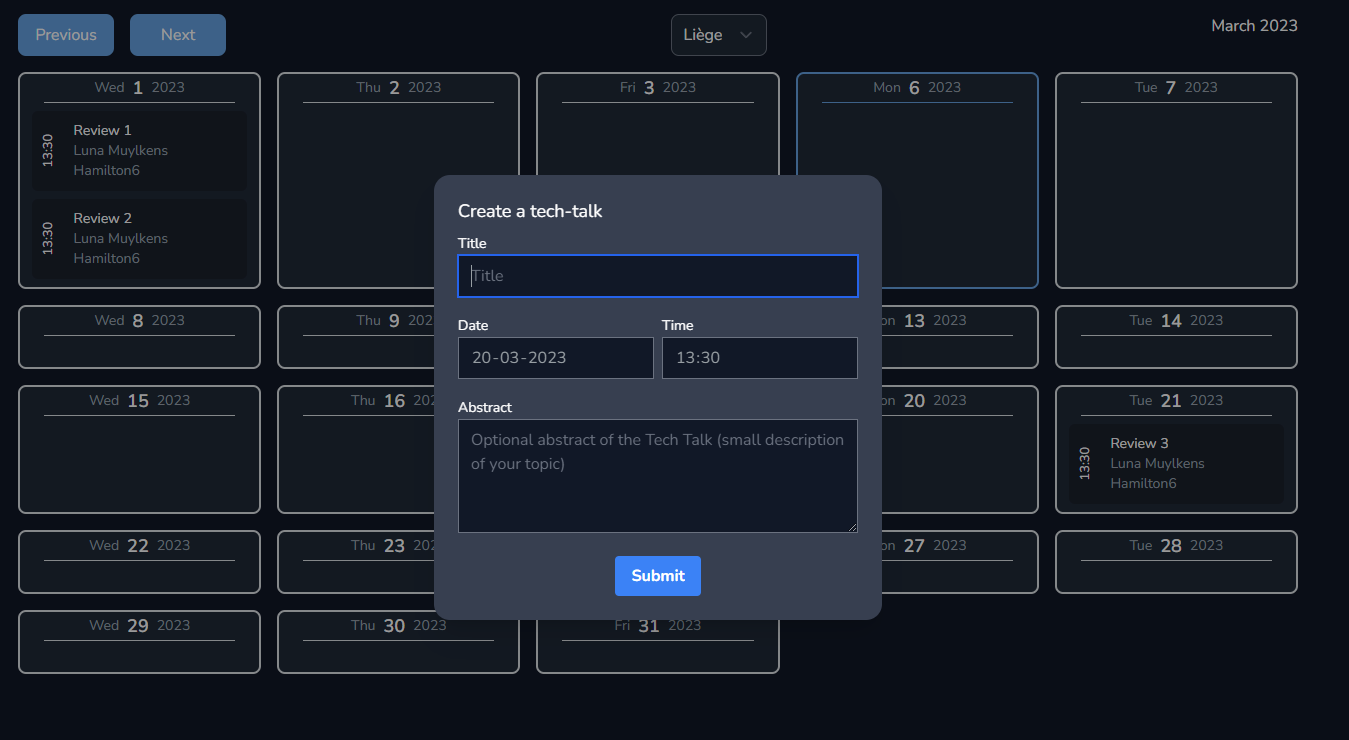 Previous Next Liège March 2023
Wed 1 2023 Thu 2 2023 Fri 3 2023 Mon 6 2023 Tue 7 2023
13:30
Review 1
Luna Muylkens
Hamilton6
13:30
Review 2
Luna Muylkens
Hamilton6
Create a tech-talk
Title
Title
Date Time
20-03-2023 13:30
Abstract
Optional abstract of the Tech Talk (small description
of your topic)
Submit
Wed 8 2023 Thu 9 202 on 13 2023 Tue 14 2023
Wed 15 2023 Thu 16 202 on 20 2023 Tue 21 2023
13:30
Review 3
Luna Muylkens
Hamilton6
Wed 22 2023 Thu 23 202 on 27 2023 Tue 28 2023
Wed 29 2023 Thu 30 2023 Fri 31 2023